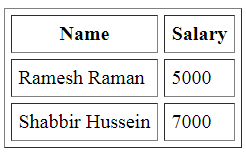 Name Salary
Ramesh Raman 5000
Shabbir Hussein 7000